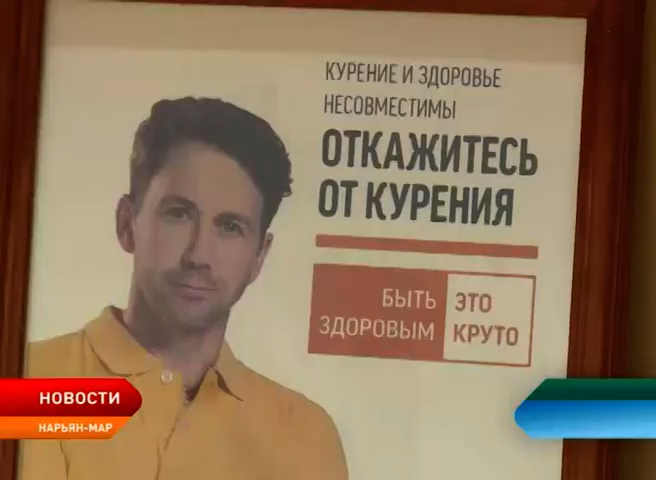 КУРЕНИЕ И ЗДОРОВЬЕ
НЕСОВМЕСТИМЫ
ОТКАЖИТЕСЬ
ОТ КУРЕНИЯ
БЫТЬ
ЗДОРОВЫМ
ЭТО
КРУТО
НОВОСТИ
НАРЬЯН-МАР